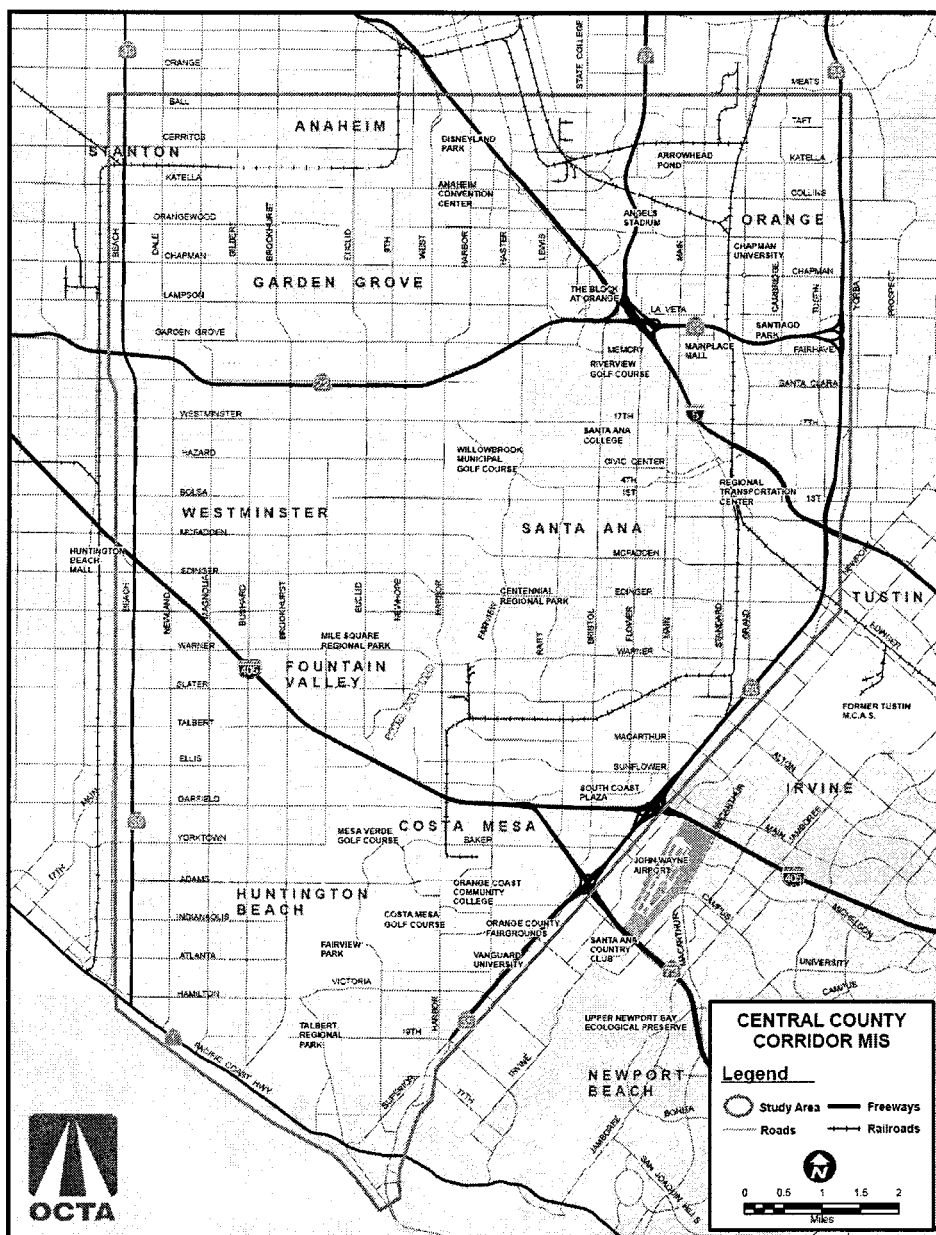 ORANGE
BALL
CERRITOS
STANTON
KATELLA
ANAHEIM
DISNEYLAND
PARK
STATE COLLEGE
MEATS
TAFT
ARROWHEAD
POND
KATELLA
COLLINS
ANAHEIM
CONVENTION
CENTER
ORANGEWOOD
ANGELS
STADIUM
ORANGE
BEACH
DALE
GILBERT
BROOKHURST
EUCLID
9TH
WEST
HARBOR
HASTER
LEWIS
MAIN
CHAPMAN
UNIVERSITY
CAMBRIDGE
TUSTIN
YORBA
PROSPECT
CHAPMAN
CHAPMAN
GARDEN GROVE
LAMPSON
THE BLOCK
AT ORANGE
LA VETA
GARDEN GROVE
SANTIAGO
PARK
MEMORY
MAINPLACE
MALL
FAIRHAVEN
22
RIVERVIEW
GOLF COURSE
SANTA CLARA
WESTMINSTER
17TH
5
17TH
SANTA ANA
COLLEGE
HAZARD
WILLOWBROOK
MUNICIPAL
GOLF COURSE
CIVIC CENTER
4TH
1ST
BOLSA
REGIONAL
TRANSPORTATION
CENTER
1ST
WESTMINSTER
SANTA ANA
MCFADDEN
MCFADDEN
HUNTINGTON
BEACH
MALL
EDINGER
EDINGER
NEWPORT
TUSTIN
BEACH
NEWLAND
MAGNOLIA
BUSHARD
BROOKHURST
EUCLID
NEWHOPE
HARBOR
FAIRVIEW
CENTENNIAL
REGIONAL PARK
RAITT
BRISTOL
FLOWER
MAIN
STANDARD
GRAND
EDINGER
MILE SQUARE
REGIONAL PARK
WARNER
WARNER
405
FOUNTAIN
VALLEY
SLATER
FORMER TUSTIN
M.C.A.S.
TALBERT
MACARTHUR
ELLIS
SUNFLOWER
ALTON
SOUTH COAST
PLAZA
IRVINE
MAIN
GARFIELD
MACARTHUR
MAIN
JAMBOREE
COSTA MESA
YORKTOWN
MESA VERDE
GOLF COURSE
BAKER
17TH
JOHN WAYNE
AIRPORT
405
ADAMS
ORANGE COAST
COMMUNITY
COLLEGE
HUNTINGTON
BEACH
CAMPUS
MICHELSON
INDIANAPOLIS
COSTA MESA
GOLF COURSE
ORANGE COUNTY
FAIRGROUNDS
SANTA ANA
COUNTRY
CLUB
MACARTHUR
ATLANTA
FAIRVIEW
PARK
VANGUARD
UNIVERSITY
UNIVERSITY
VICTORIA
HAMILTON
CAMPUS
HARBOR
TALBERT
REGIONAL
PARK
19TH
UPPER NEWPORT BAY
ECOLOGICAL PRESERVE
PACIFIC COAST HWY
SUPERIOR
17TH
IRVINE
NEWPORT
BEACH
JAMBOREE
BONITA
SAN JOAQUIN HILLS
CENTRAL COUNTY
CORRIDOR MIS
Legend
Study Area
Freeways
Roads
Railroads
N
0 0.5 1 2
Miles
OCTA